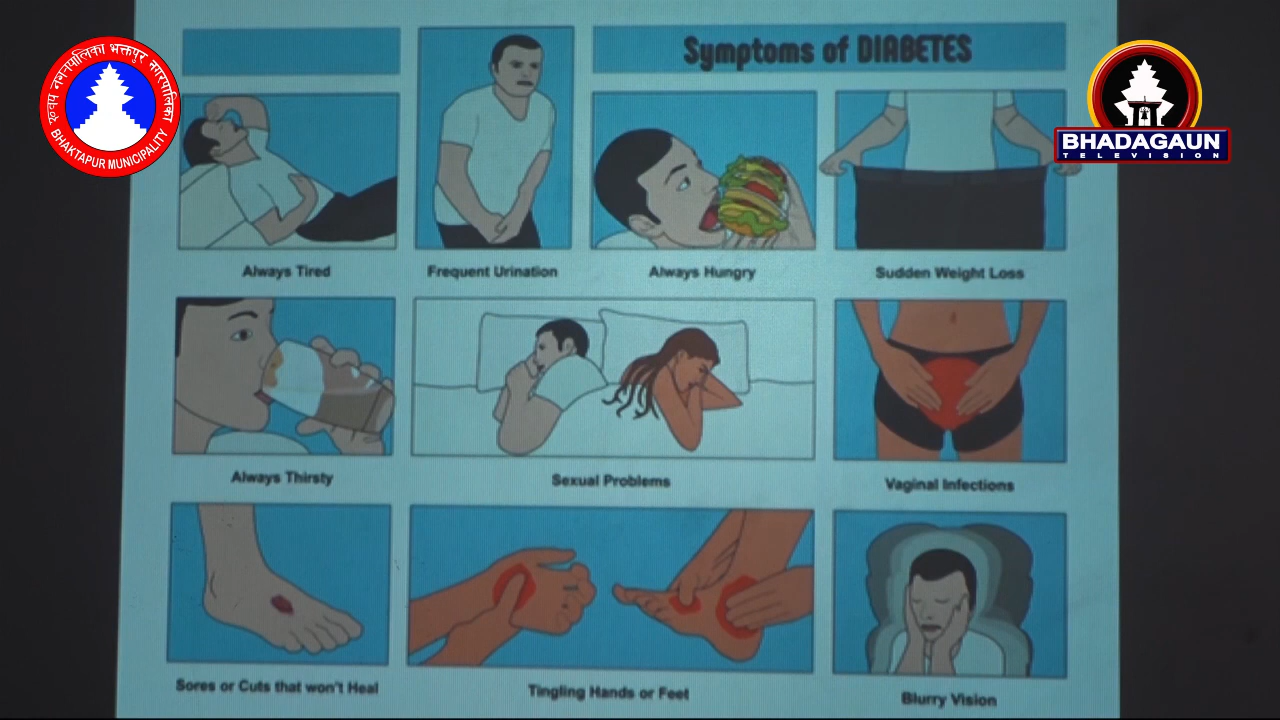 Symptoms of DIABETES
ख्वप नगरपालिका भक्तपुर नगरपालिका
BHAKTAPUR MUNICIPALITY
BHADAGAUN
TELEVISION
Always Tired
Frequent Urination
Always Hungry
Sudden Weight Loss
Always Thirsty
Sexual Problems
Vaginal Infections
Sores or Cuts that won't Heal
Tingling Hands or Feet
Blurry Vision